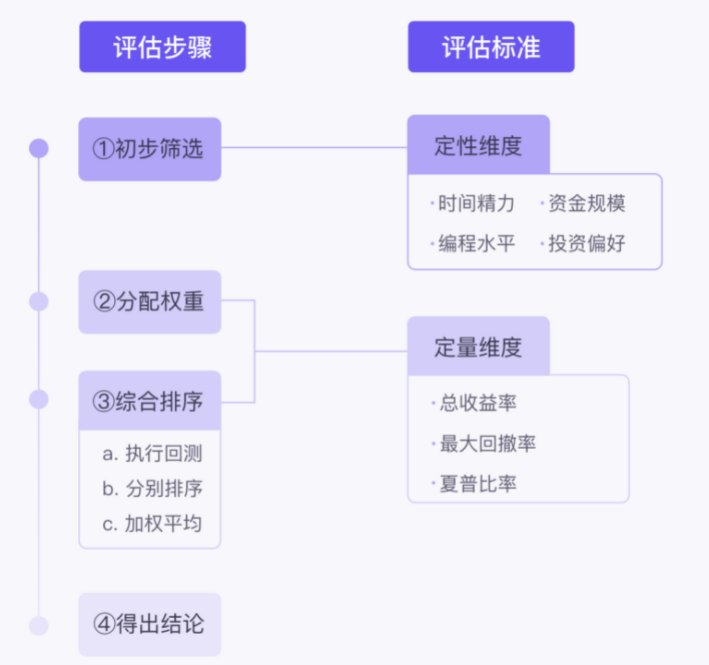 评估步骤
评估标准
①初步筛选
定性维度
·时间精力 ·资金规模
·编程水平 ·投资偏好
②分配权重
定量维度
③综合排序
·总收益率
·最大回撤率
·夏普比率
a. 执行回测
b. 分别排序
c. 加权平均
④得出结论